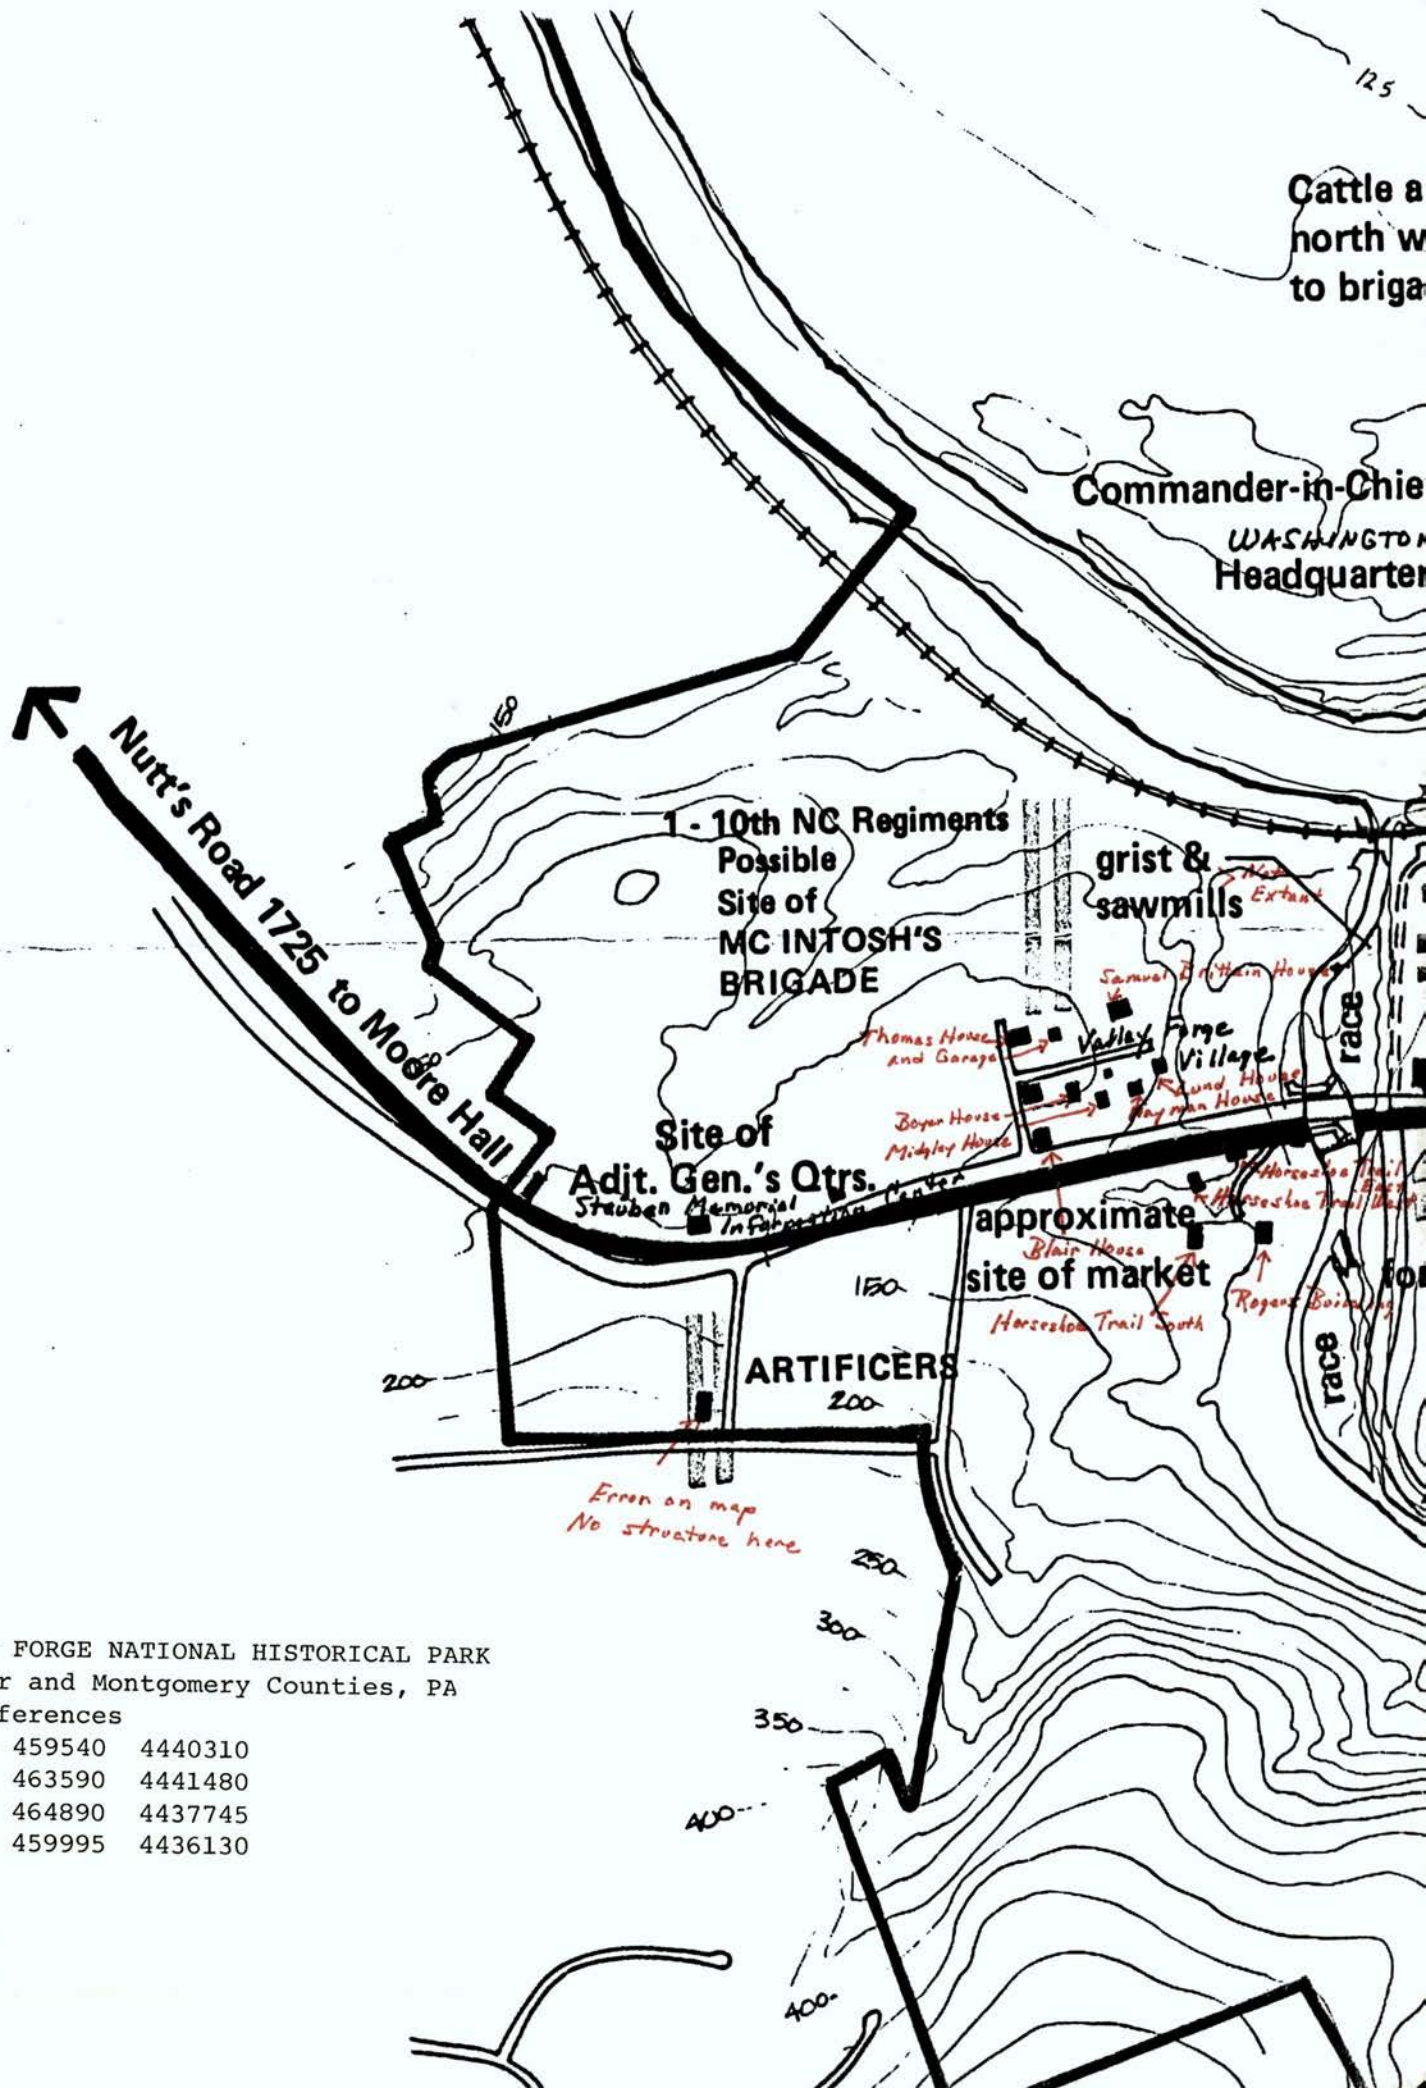 125
Cattle a
north w
to briga
Commander-in-Chie
WASHINGTON
Headquarter
150
Nutt's Road 1725 to Moore Hall
1 - 10th NC Regiments
Possible
Site of
MC INTOSH'S
BRIGADE
grist &
sawmills
Not
Extant
Samuel Brittain House
race
Thomas House
and Garage
Valley Forge
Village
Lund House
Hayman House
Boyer House
Midgley House
Site of
Adjt. Gen.'s Qtrs.
Steuben Memorial
Information Center
Horseshoe Trail
East
Horseshoe Trail West
approximate
Blair House
site of market
for
150
Rogers Building
Horseshoe Trail South
race
ARTIFICERS
200
200
Error on map
No structure here
250
300
350
400
400
FORGE NATIONAL HISTORICAL PARK
r and Montgomery Counties, PA
ferences
459540 4440310
463590 4441480
464890 4437745
459995 4436130